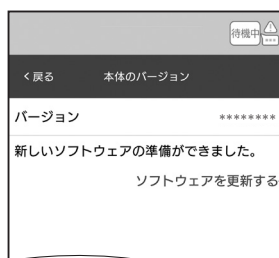 待機中 ***
<戻る 本体のバージョン
バージョン ********
新しいソフトウェアの準備ができました。
ソフトウェアを更新する